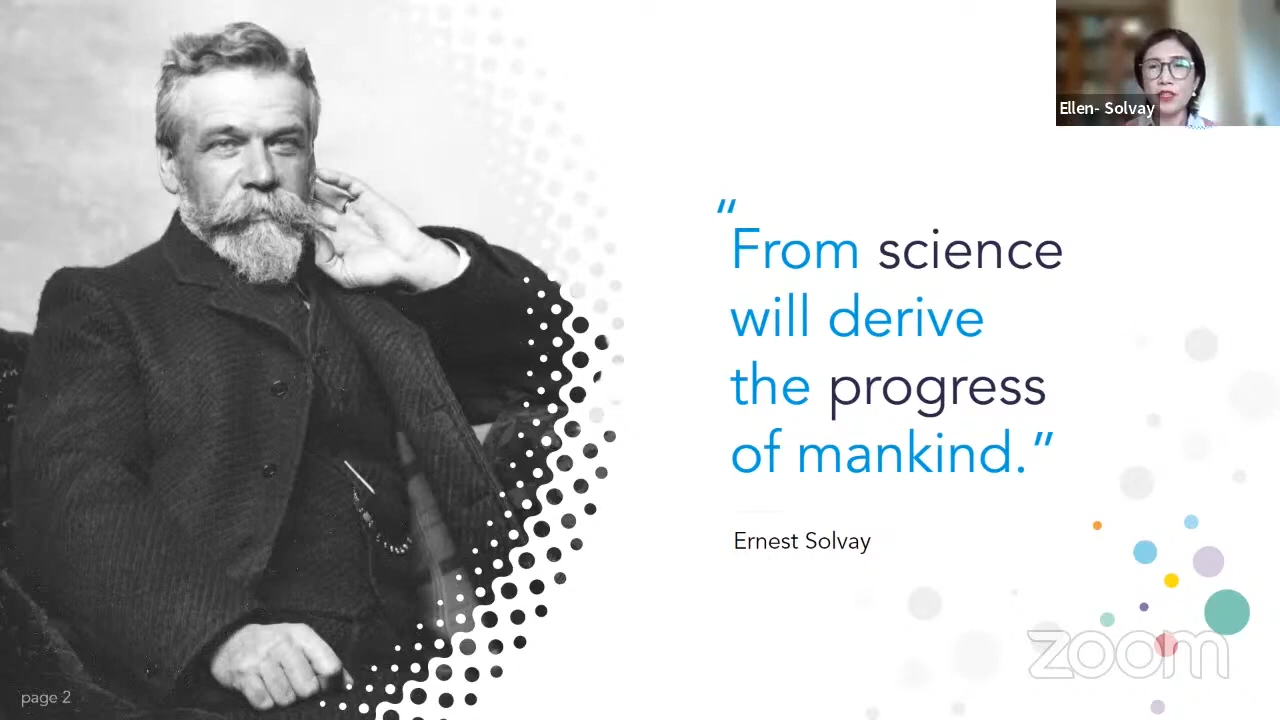 Ellen- Solvay
“From science
will derive
the progress
of mankind.”
Ernest Solvay
zoom
page 2